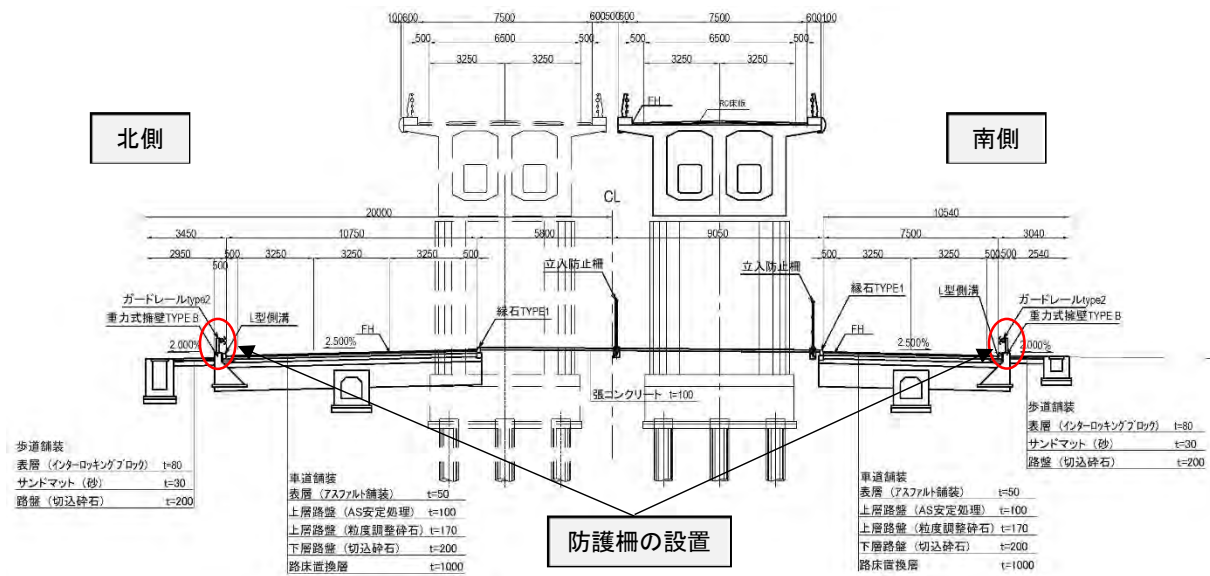 100600 7500 600500600 7500 600100
500 6500 500 500 6500 500
3250 3250 3250 3250
FH
RC床版
北側
南側
CL
20000 10540
3450 10750 5800 9050 7500 3040
2950 500 3250 3250 3250 500 500 3250 3250 500500 2540
500
立入防止柵
立入防止柵
ガードレールtype2
重力式擁壁TYPE B
L型側溝
縁石TYPE1
縁石TYPE1
L型側溝
ガードレールtype2
重力式擁壁TYPE B
2.000% 2.500% FH FH 2.500% 2.000%
張コンクリート t=100
歩道舗装
表層 (インターロッキングブロック) t=80
サンドマット (砂) t=30
路盤 (切込砕石) t=200
車道舗装
表層 (アスファルト舗装) t=50
上層路盤 (AS安定処理) t=100
上層路盤 (粒度調整砕石) t=170
下層路盤 (切込砕石) t=200
路床置換層 t=1000
防護柵の設置
車道舗装
表層 (アスファルト舗装) t=50
上層路盤 (AS安定処理) t=100
上層路盤 (粒度調整砕石) t=170
下層路盤 (切込砕石) t=200
路床置換層 t=1000
歩道舗装
表層 (インターロッキングブロック) t=80
サンドマット (砂) t=30
路盤 (切込砕石) t=200